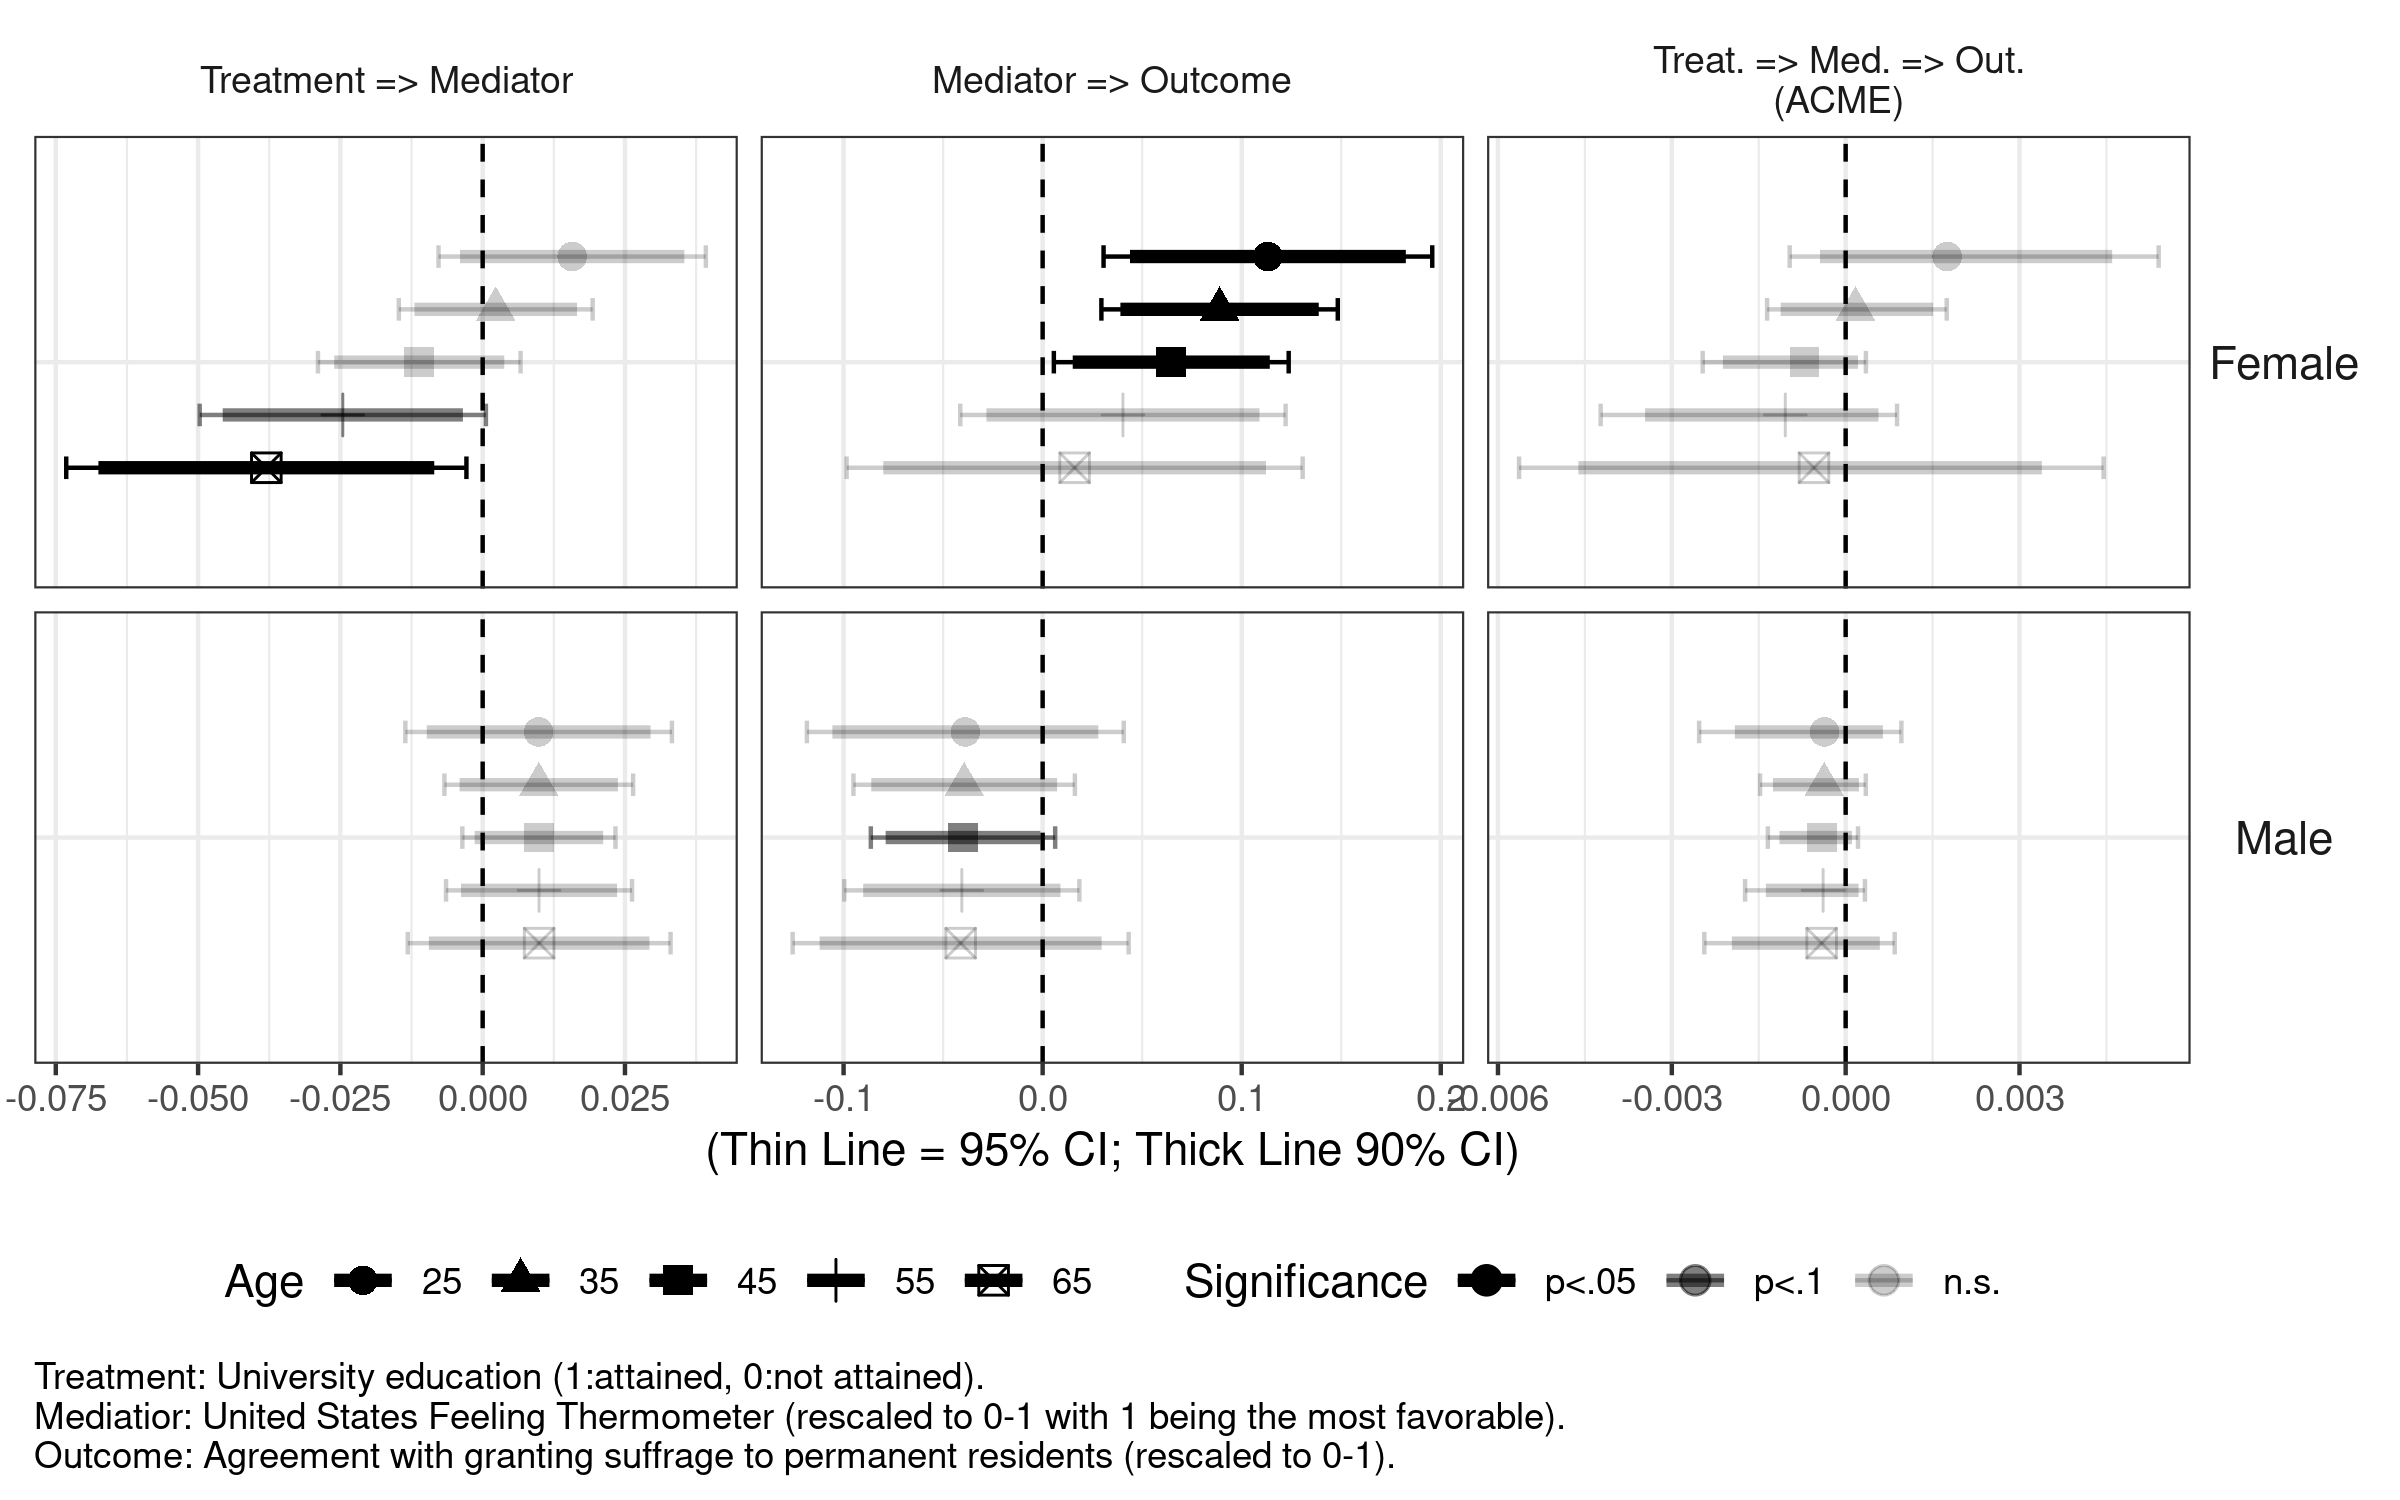 Treatment => Mediator
Mediator => Outcome
Treat. => Med. => Out.
(ACME)
Female
Male
-0.075 -0.050 -0.025 0.000 0.025
-0.1 0.0 0.1 0.2
-0.006 -0.003 0.000 0.003
(Thin Line = 95% CI; Thick Line 90% CI)
Age 25 35 45 55 65
Significance p<.05 p<.1 n.s.
Treatment: University education (1:attained, 0:not attained).
Mediatior: United States Feeling Thermometer (rescaled to 0-1 with 1 being the most favorable).
Outcome: Agreement with granting suffrage to permanent residents (rescaled to 0-1).